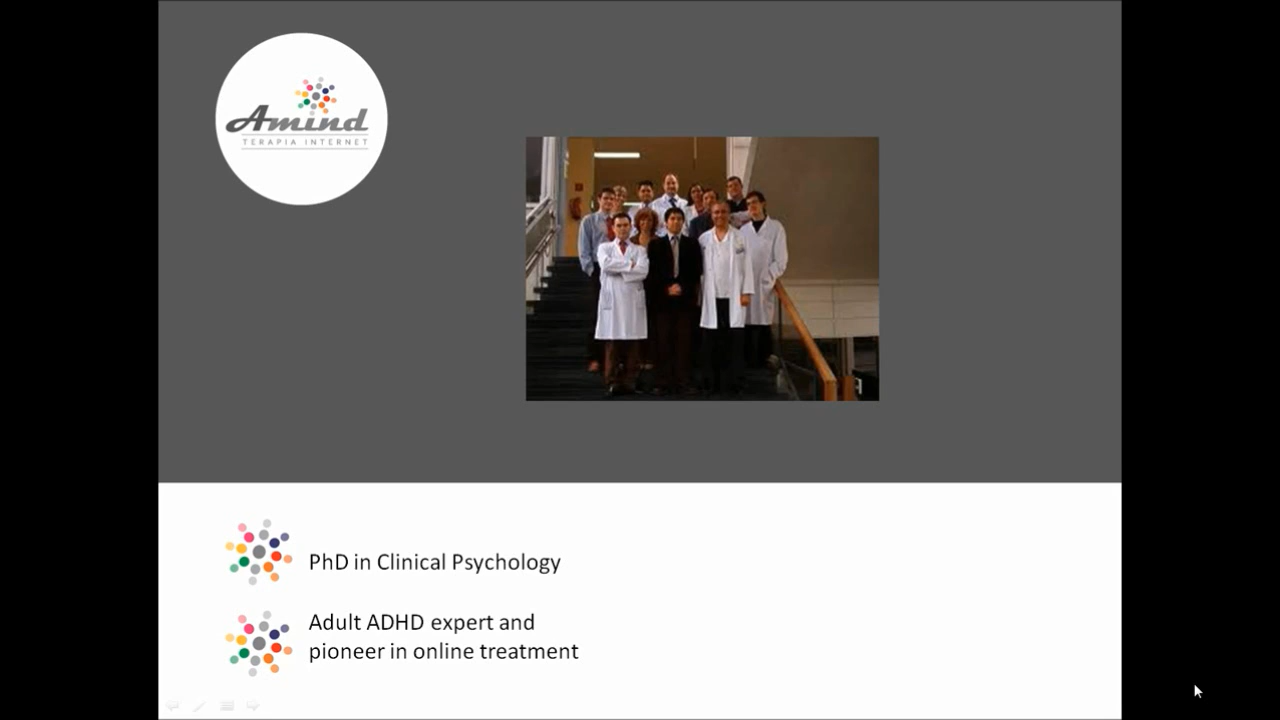 Amind
TERAPIA INTERNET
PhD in Clinical Psychology
Adult ADHD expert and
pioneer in online treatment